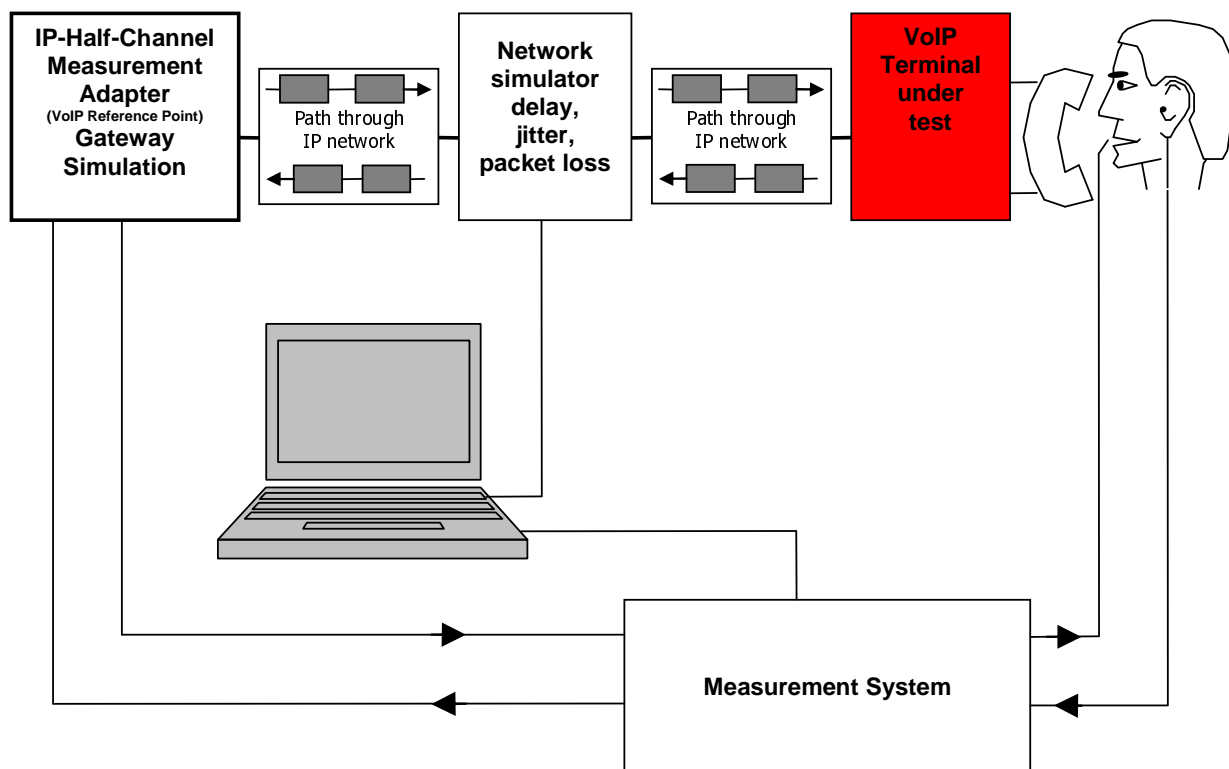 IP-Half-Channel
Measurement
Adapter
(VoIP Reference Point)
Gateway
Simulation
Path through
IP network
Network
simulator
delay,
jitter,
packet loss
Path through
IP network
VoIP
Terminal
under
test
Measurement System